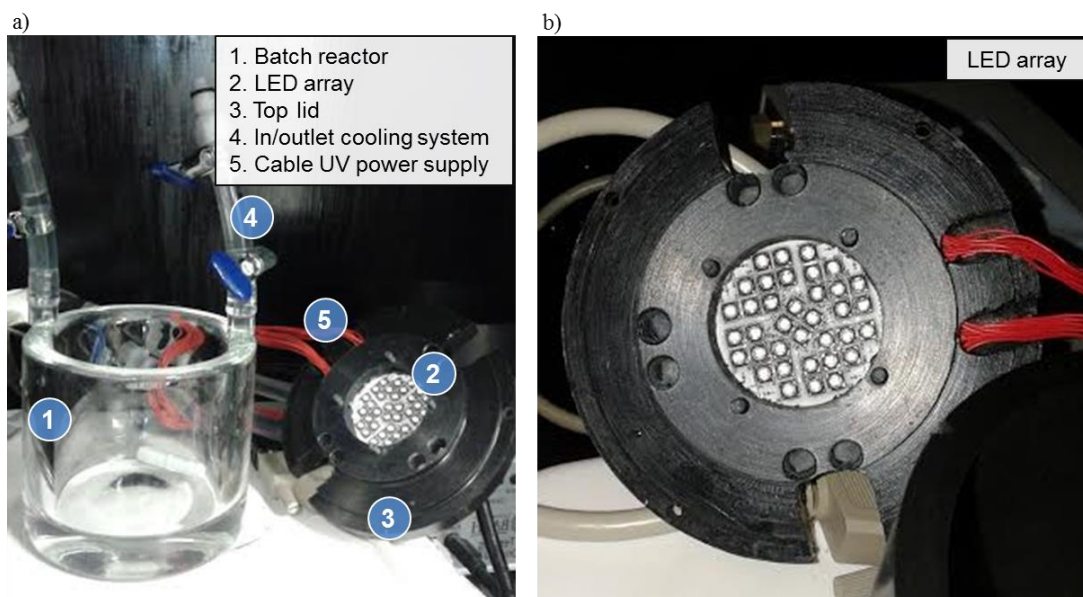 a)
b)
1. Batch reactor
2. LED array
3. Top lid
4. In/outlet cooling system
5. Cable UV power supply
LED array
4
5
2
1
3